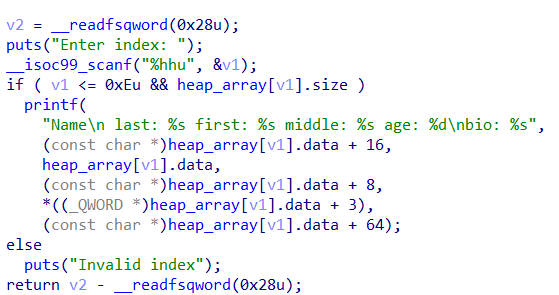 v2 = __readfsqword(0x28u);
puts("Enter index: ");
__isoc99_scanf("%hhu", &v1);
if ( v1 <= 0xEu && heap_array[v1].size )
printf(
"Name\n last: %s first: %s middle: %s age: %d\nbio: %s",
(const char *)heap_array[v1].data + 16,
heap_array[v1].data,
(const char *)heap_array[v1].data + 8,
*((_QWORD *)heap_array[v1].data + 3),
(const char *)heap_array[v1].data + 64);
else
puts("Invalid index");
return v2 - __readfsqword(0x28u);